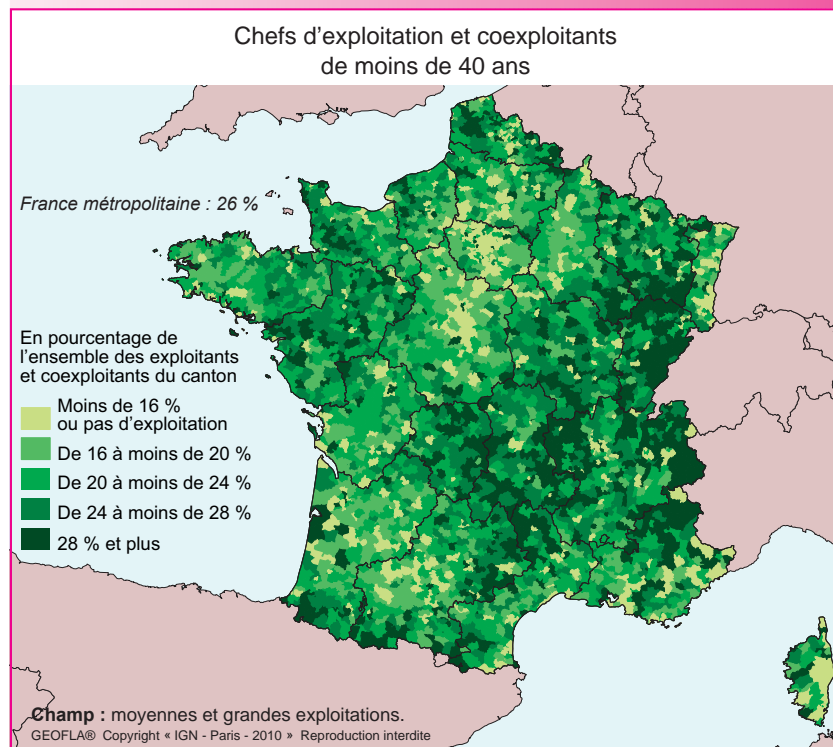 Chefs d'exploitation et coexploitants
de moins de 40 ans
France métropolitaine : 26 %
En pourcentage de
l'ensemble des exploitants
et coexploitants du canton
Moins de 16 %
ou pas d'exploitation
De 16 à moins de 20 %
De 20 à moins de 24 %
De 24 à moins de 28 %
28 % et plus
Champ : moyennes et grandes exploitations.
GEOFLA® Copyright « IGN - Paris - 2010 » Reproduction interdite